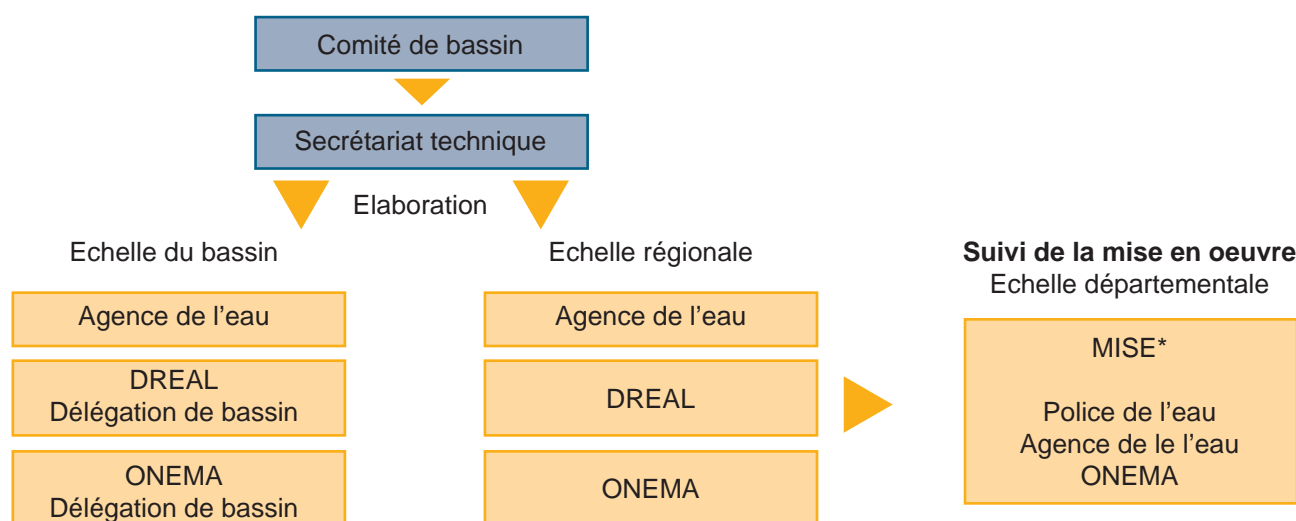 Comité de bassin
Secrétariat technique
Elaboration
Echelle du bassin
Agence de l'eau
DREAL
Délégation de bassin
ONEMA
Délégation de bassin
Echelle régionale
Agence de l'eau
DREAL
ONEMA
Suivi de la mise en oeuvre
Echelle départementale
MISE*
Police de l'eau
Agence de le l'eau
ONEMA